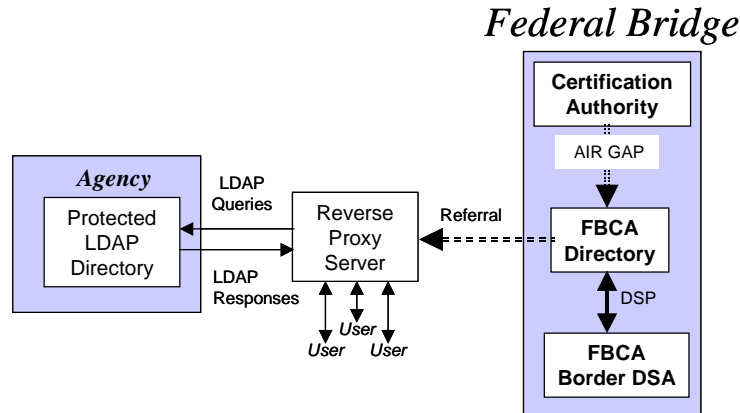 Federal Bridge
Certification
Authority
AIR GAP
Agency
Protected
LDAP
Directory
LDAP
Queries
LDAP
Responses
Reverse
Proxy
Server
Referral
FBCA
Directory
DSP
User
User
User
FBCA
Border DSA